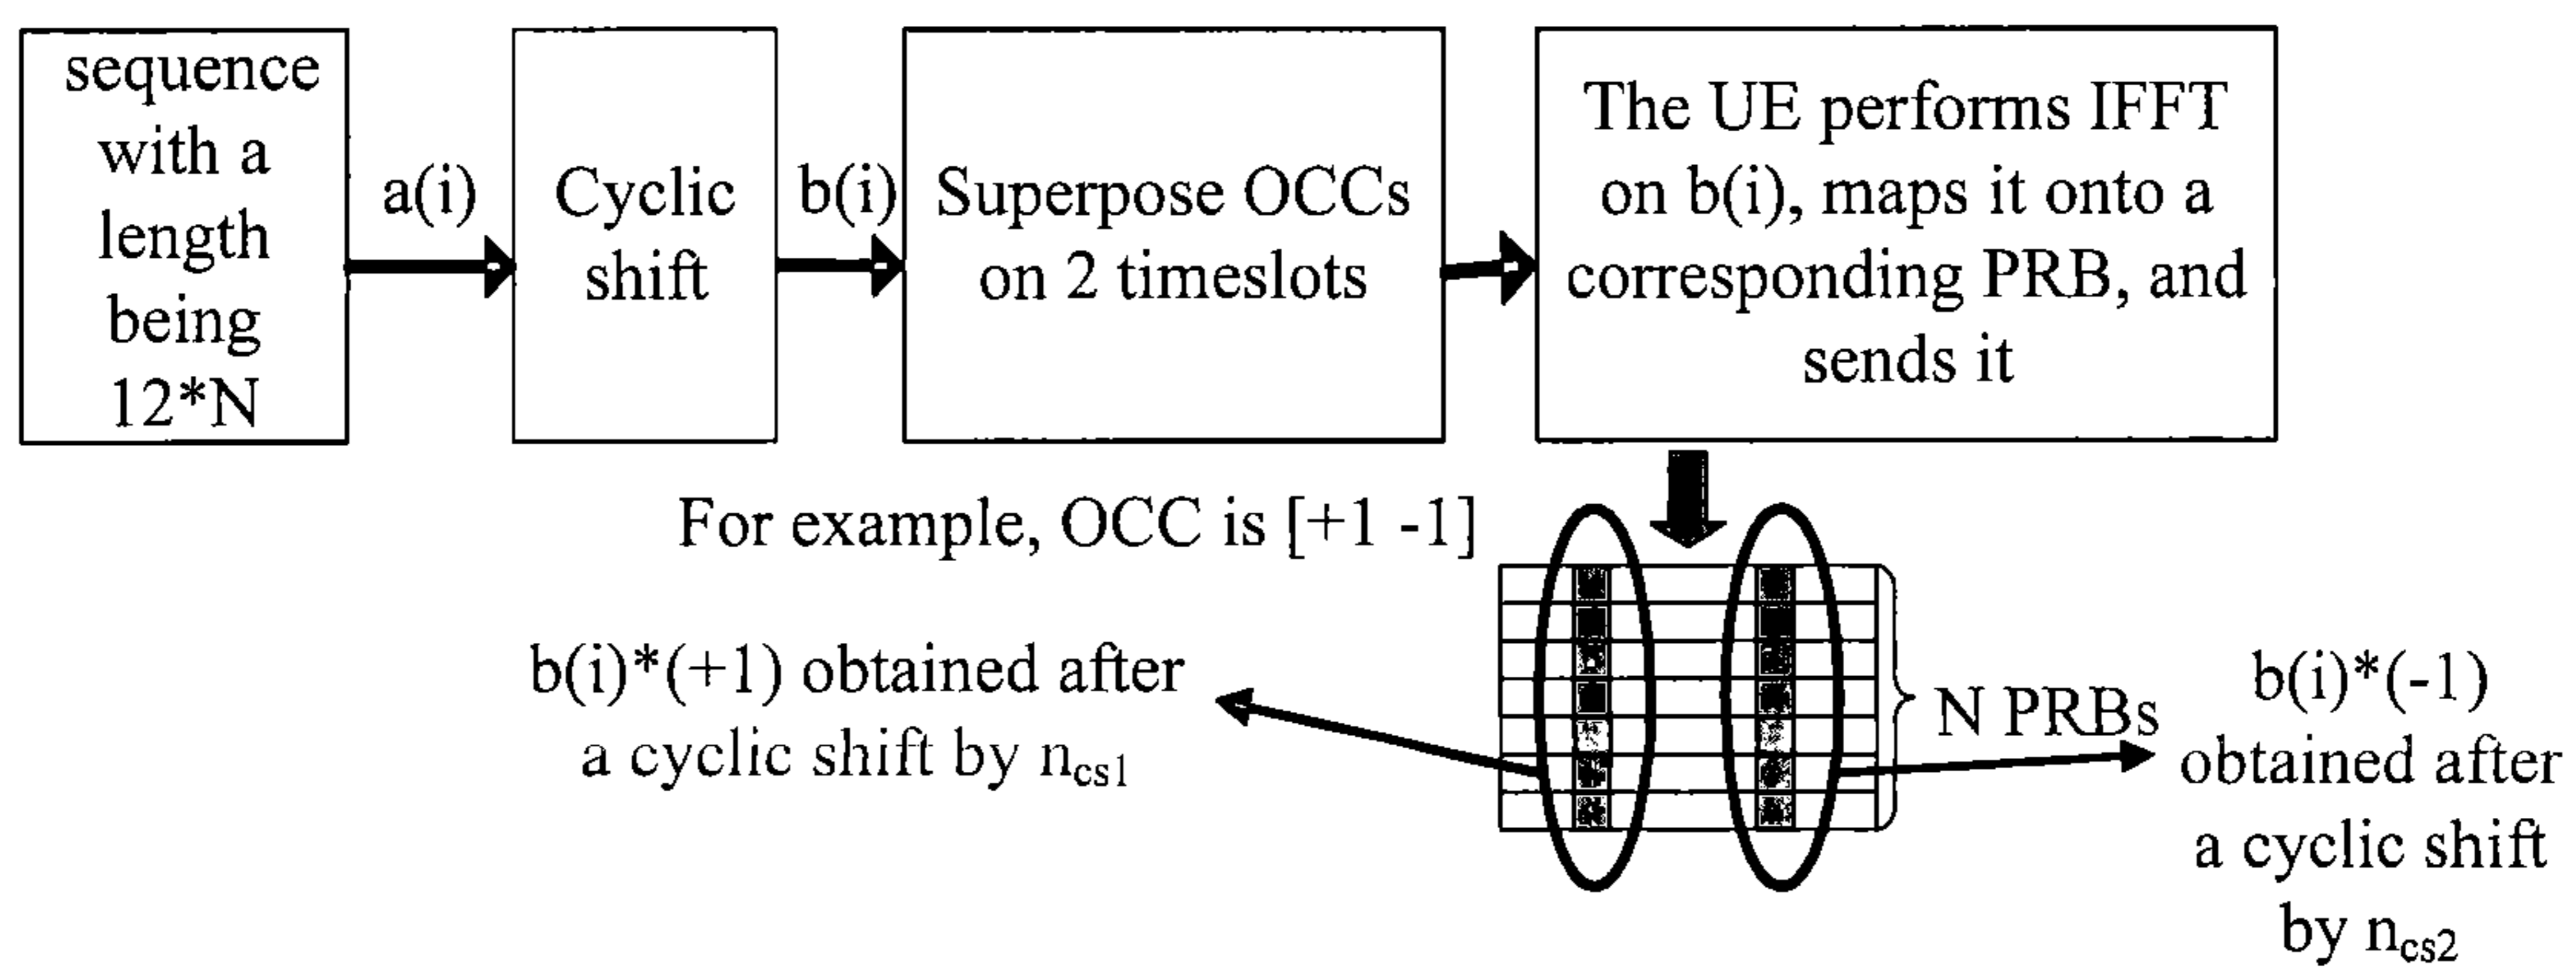 sequence
with a
length
being
12*N
a(i)
Cyclic
shift
b(i)
Superpose OCCs
on 2 timeslots
The UE performs IFFT
on b(i), maps it onto a
corresponding PRB, and
sends it
For example, OCC is [+1 -1]
b(i)*(+1) obtained after
a cyclic shift by ncs1
N PRBs
b(i)*(-1)
obtained after
a cyclic shift
by ncs2